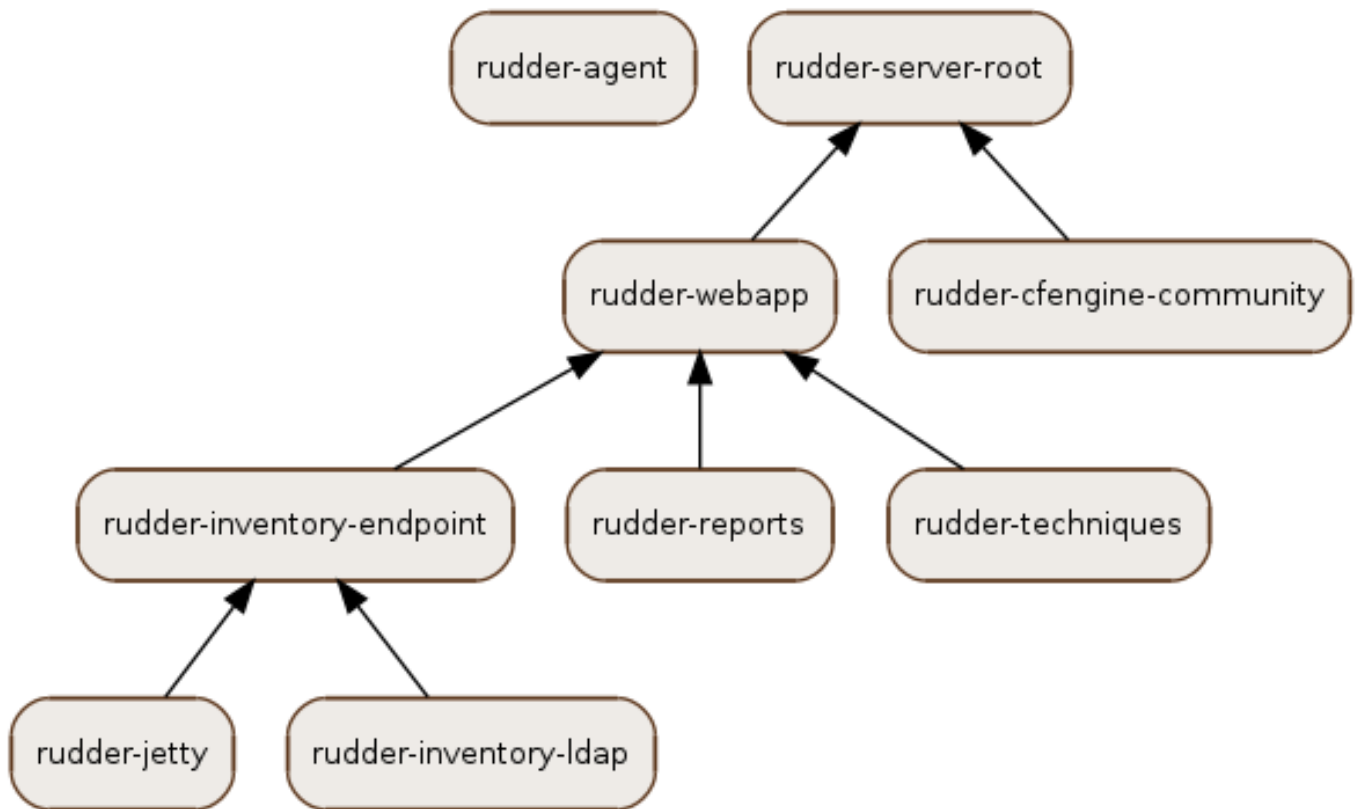 rudder-agent
rudder-server-root
rudder-webapp
rudder-cfengine-community
rudder-inventory-endpoint
rudder-reports
rudder-techniques
rudder-jetty
rudder-inventory-ldap